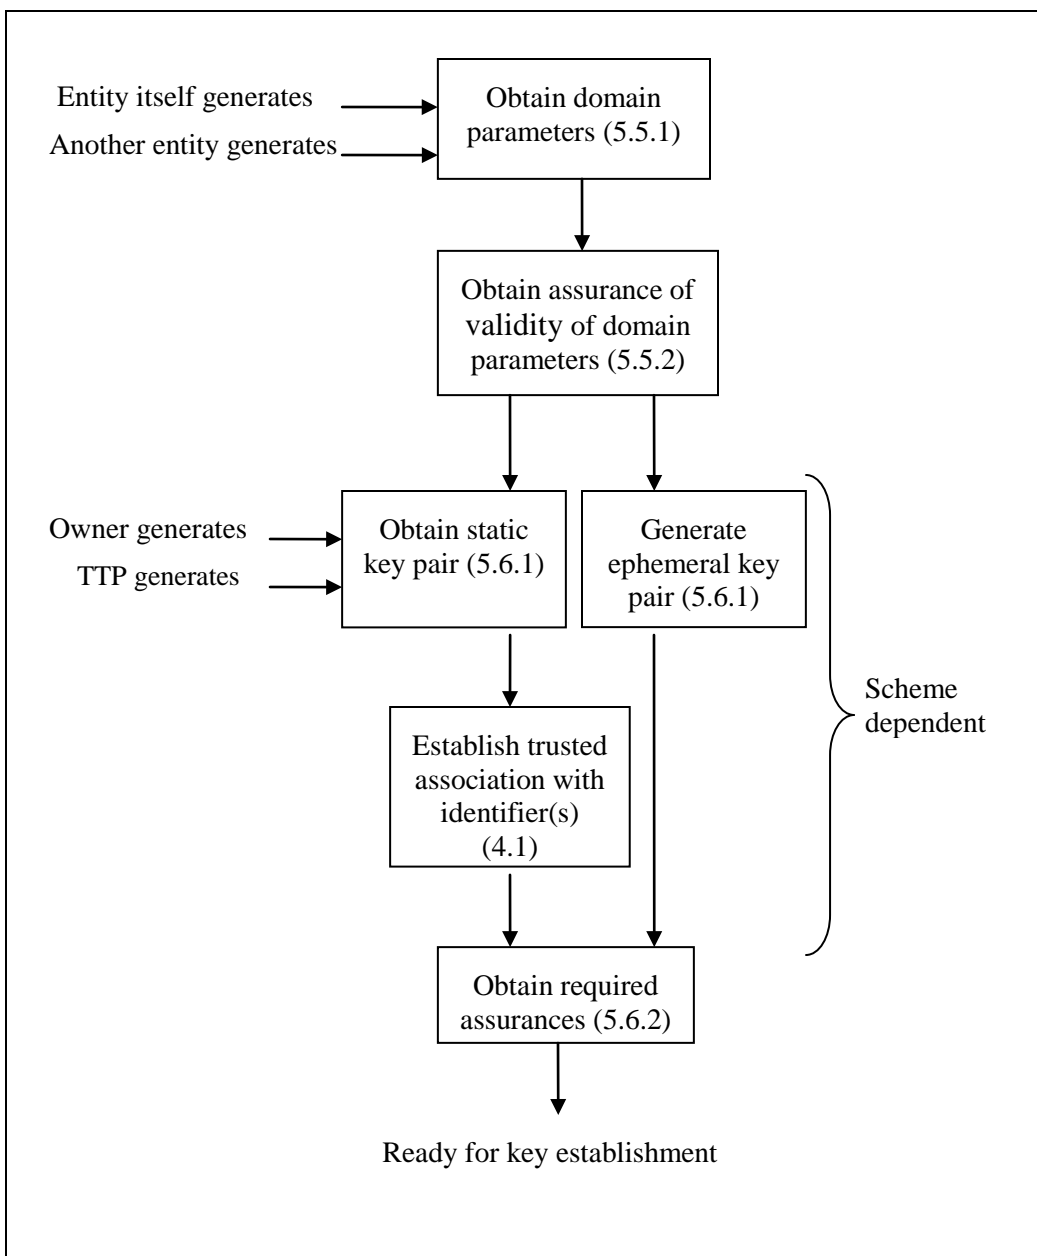 Entity itself generates
Another entity generates
Obtain domain
parameters (5.5.1)
Obtain assurance of
validity of domain
parameters (5.5.2)
Owner generates
TTP generates
Obtain static
key pair (5.6.1)
Generate
ephemeral key
pair (5.6.1)
Scheme
dependent
Establish trusted
association with
identifier(s)
(4.1)
Obtain required
assurances (5.6.2)
Ready for key establishment